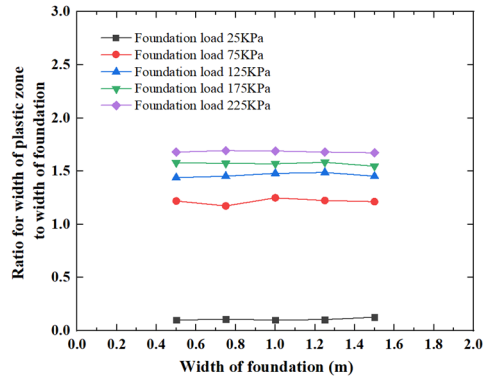 3.0
2.5
2.0
1.5
1.0
0.5
0.0
Ratio for width of plastic zone
to width of foundation
Foundation load 25KPa
Foundation load 75KPa
Foundation load 125KPa
Foundation load 175KPa
Foundation load 225KPa
0.0 0.2 0.4 0.6 0.8 1.0 1.2 1.4 1.6 1.8 2.0
Width of foundation (m)